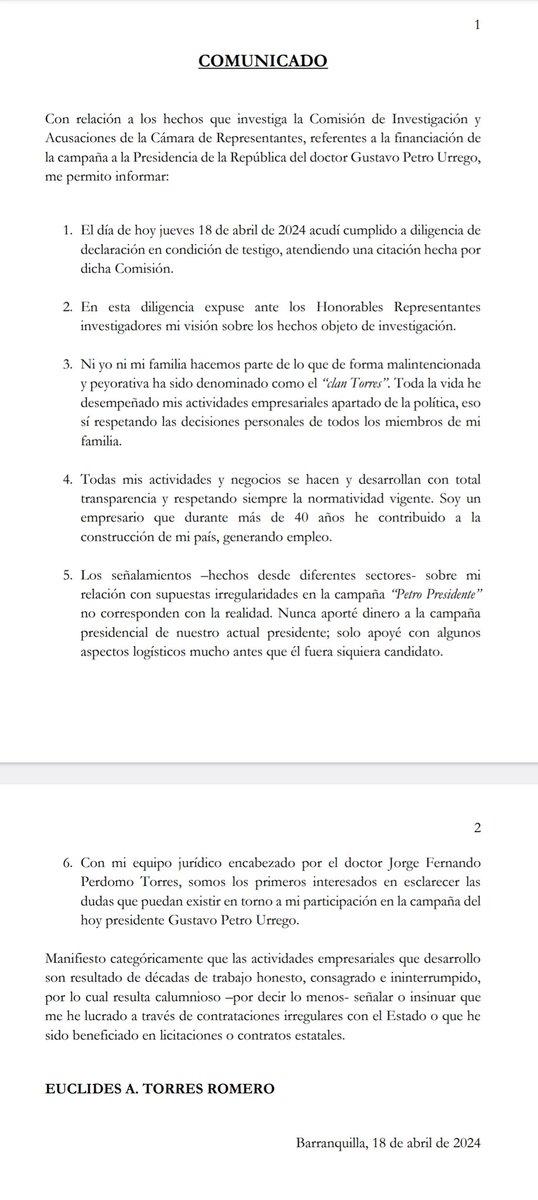 1
COMUNICADO
Con relación a los hechos que investiga la Comisión de Investigación y
Acusaciones de la Cámara de Representantes, referentes a la financiación de
la campaña a la Presidencia de la República del doctor Gustavo Petro Urrego,
me permito informar:
1. El día de hoy jueves 18 de abril de 2024 acudí cumplido a diligencia de
declaración en condición de testigo, atendiendo una citación hecha por
dicha Comisión.
2. En esta diligencia expuse ante los Honorables Representantes
investigadores mi visión sobre los hechos objeto de investigación.
3. Ni yo ni mi familia hacemos parte de lo que de forma malintencionada
y peyorativa ha sido denominado como el “clan Torres”. Toda la vida he
desempeñado mis actividades empresariales apartado de la política, eso
sí respetando las decisiones personales de todos los miembros de mi
familia.
4. Todas mis actividades y negocios se hacen y desarrollan con total
transparencia y respetando siempre la normatividad vigente. Soy un
empresario que durante más de 40 años he contribuido a la
construcción de mi país, generando empleo.
5. Los señalamientos –hechos desde diferentes sectores- sobre mi
relación con supuestas irregularidades en la campaña “Petro Presidente”
no corresponden con la realidad. Nunca aporté dinero a la campaña
presidencial de nuestro actual presidente; solo apoyé con algunos
aspectos logísticos mucho antes que él fuera siquiera candidato.
2
6. Con mi equipo jurídico encabezado por el doctor Jorge Fernando
Perdomo Torres, somos los primeros interesados en esclarecer las
dudas que puedan existir en torno a mi participación en la campaña del
hoy presidente Gustavo Petro Urrego.
Manifiesto categóricamente que las actividades empresariales que desarrollo
son resultado de décadas de trabajo honesto, consagrado e ininterrumpido,
por lo cual resulta calumnioso –por decir lo menos- señalar o insinuar que
me he lucrado a través de contrataciones irregulares con el Estado o que he
sido beneficiado en licitaciones o contratos estatales.
EUCLIDES A. TORRES ROMERO
Barranquilla, 18 de abril de 2024